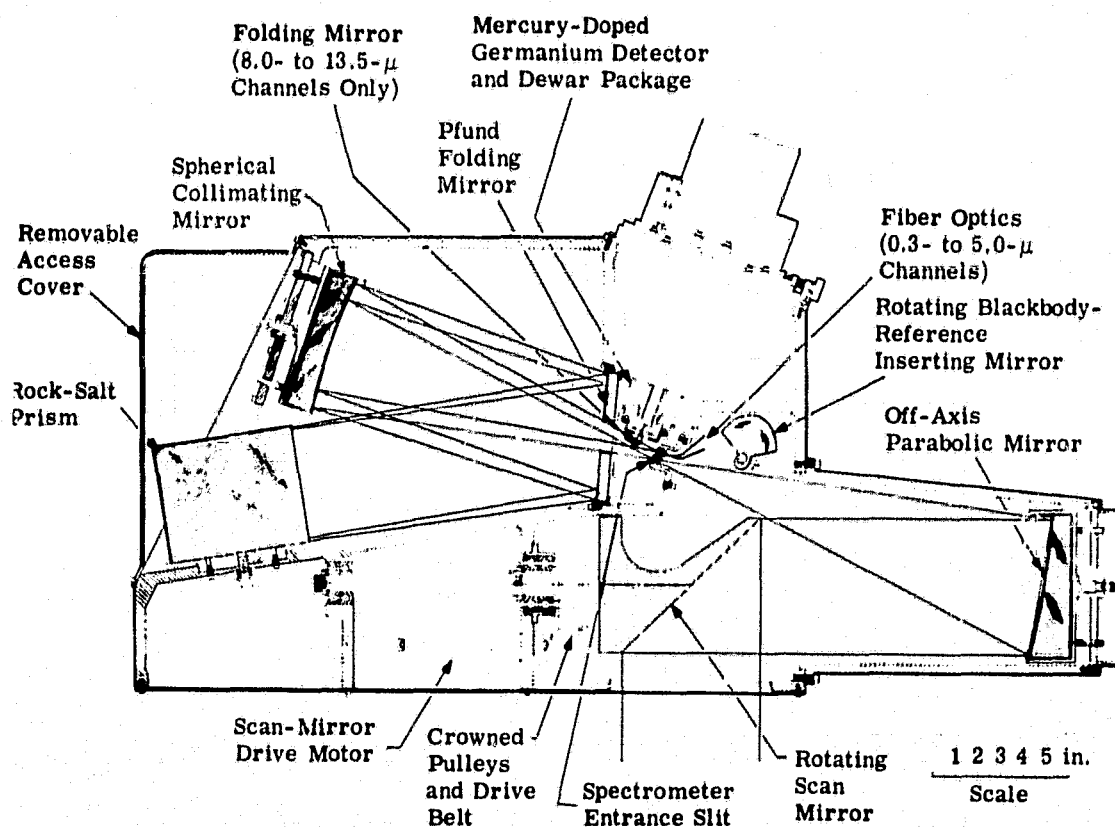 Folding Mirror
(8.0- to 13.5-μ
Channels Only)
Mercury-Doped
Germanium Detector
and Dewar Package
Pfund
Folding
Mirror
Spherical
Collimating
Mirror
Removable
Access
Cover
Fiber Optics
(0.3- to 5.0-μ
Channels)
Rotating Blackbody-
Reference
Inserting Mirror
Rock-Salt
Prism
Off-Axis
Parabolic Mirror
Scan-Mirror
Drive Motor
Crowned
Pulleys
and Drive
Belt
Spectrometer
Entrance Slit
Rotating
Scan
Mirror
1 2 3 4 5 in.
Scale